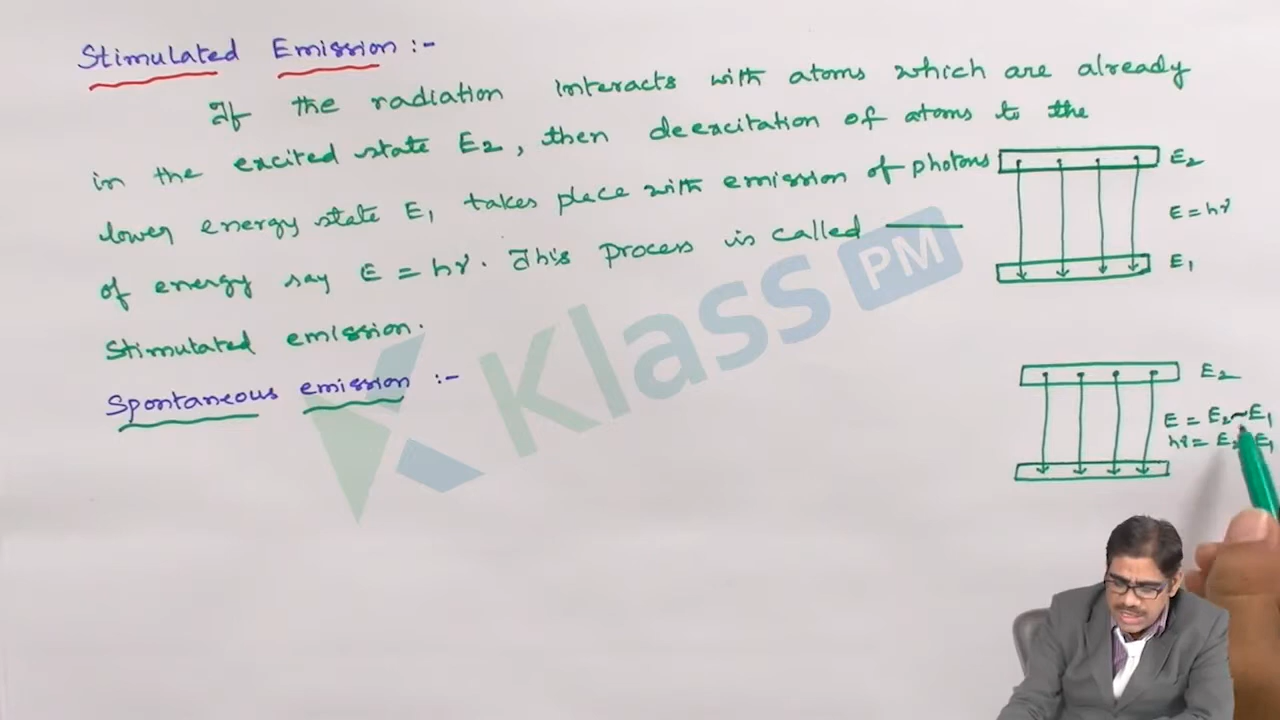 Stimulated Emission :-
If the radiation interacts with atoms which are already
in the excited state E2, then deexcitation of atoms to the
lower energy state E1 takes place with emission of photons
of energy say E = hν. This process is called
Stimulated emission.
Spontaneous emission :-
E2
E = hν
E1
E2
E = E2~E1
hν = E2 E1
Klass PM